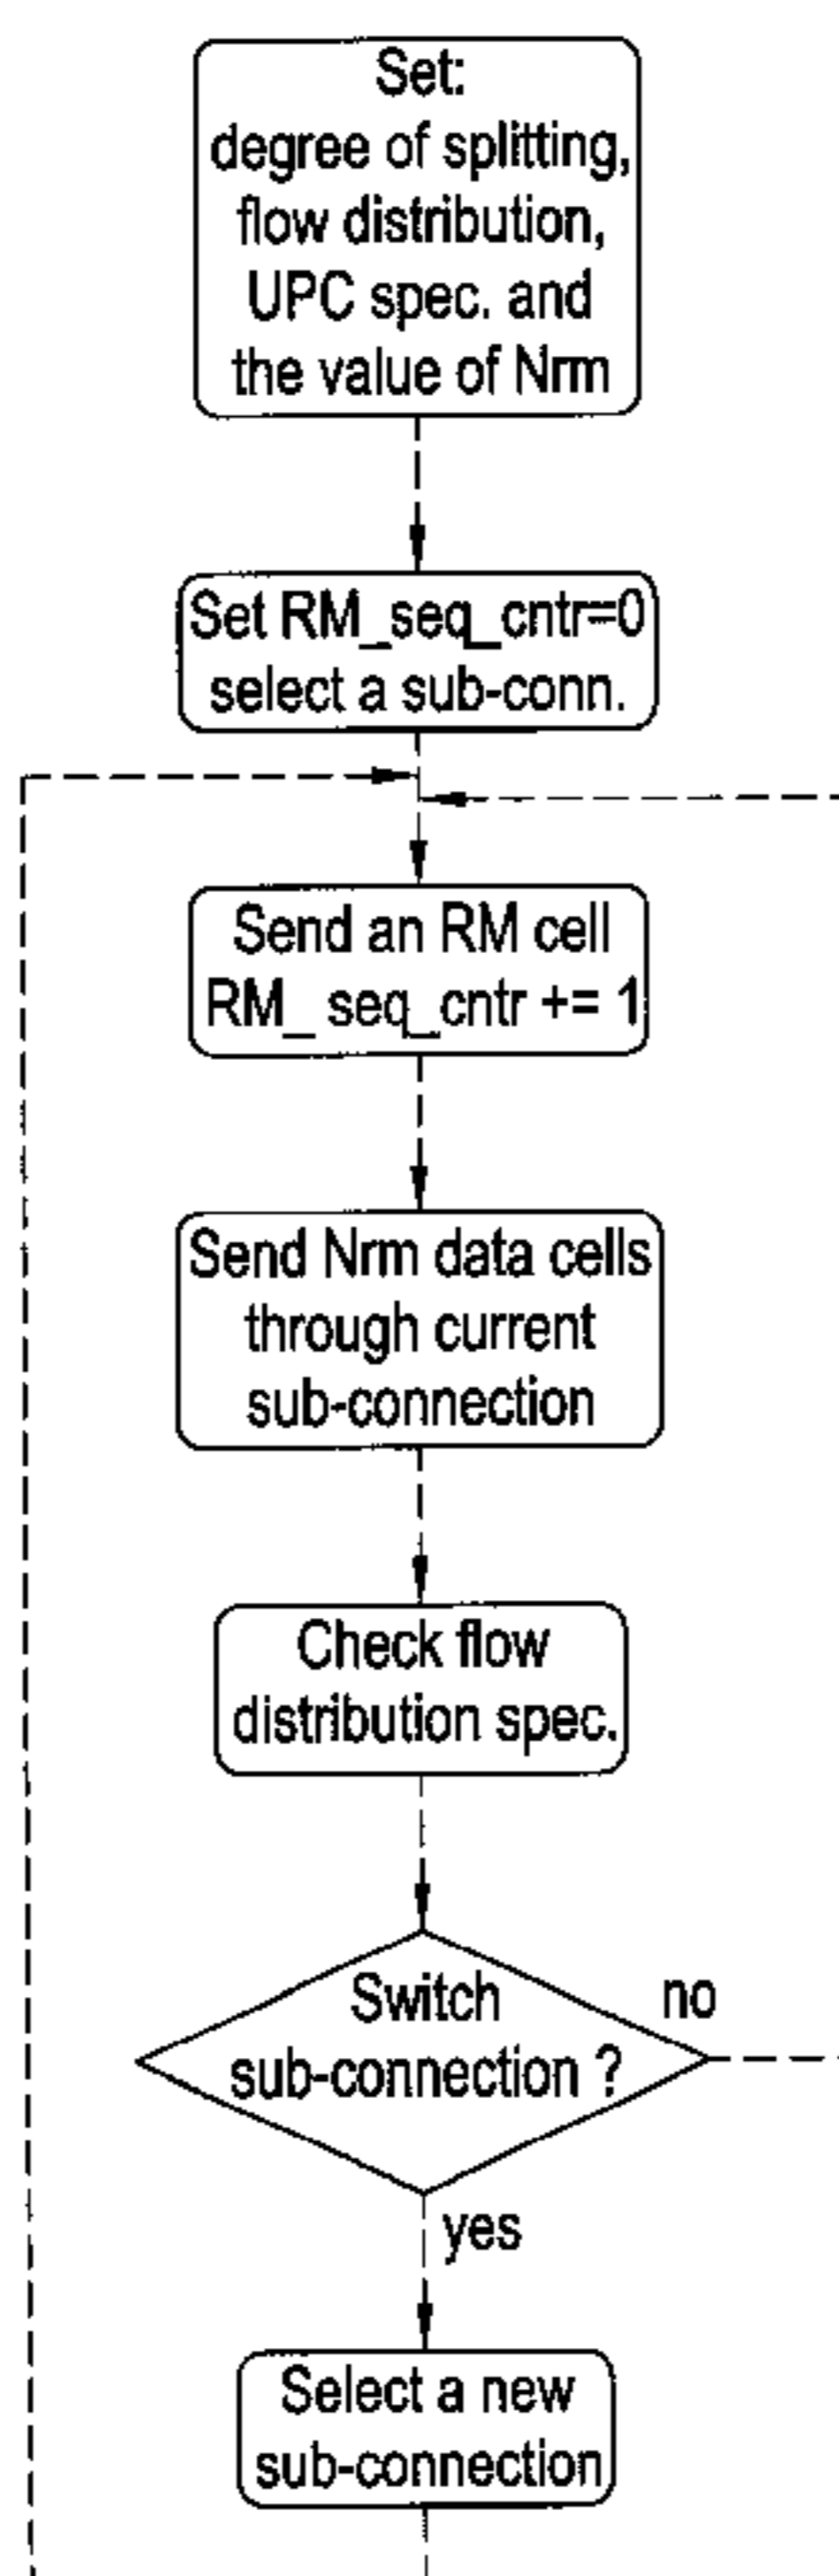 Set:
degree of splitting,
flow distribution,
UPC spec. and
the value of Nrm
Set RM_seq_cntr=0
select a sub-conn.
Send an RM cell
RM_ seq_cntr += 1
Send Nrm data cells
through current
sub-connection
Check flow
distribution spec.
Switch
sub-connection ?
no
yes
Select a new
sub-connection